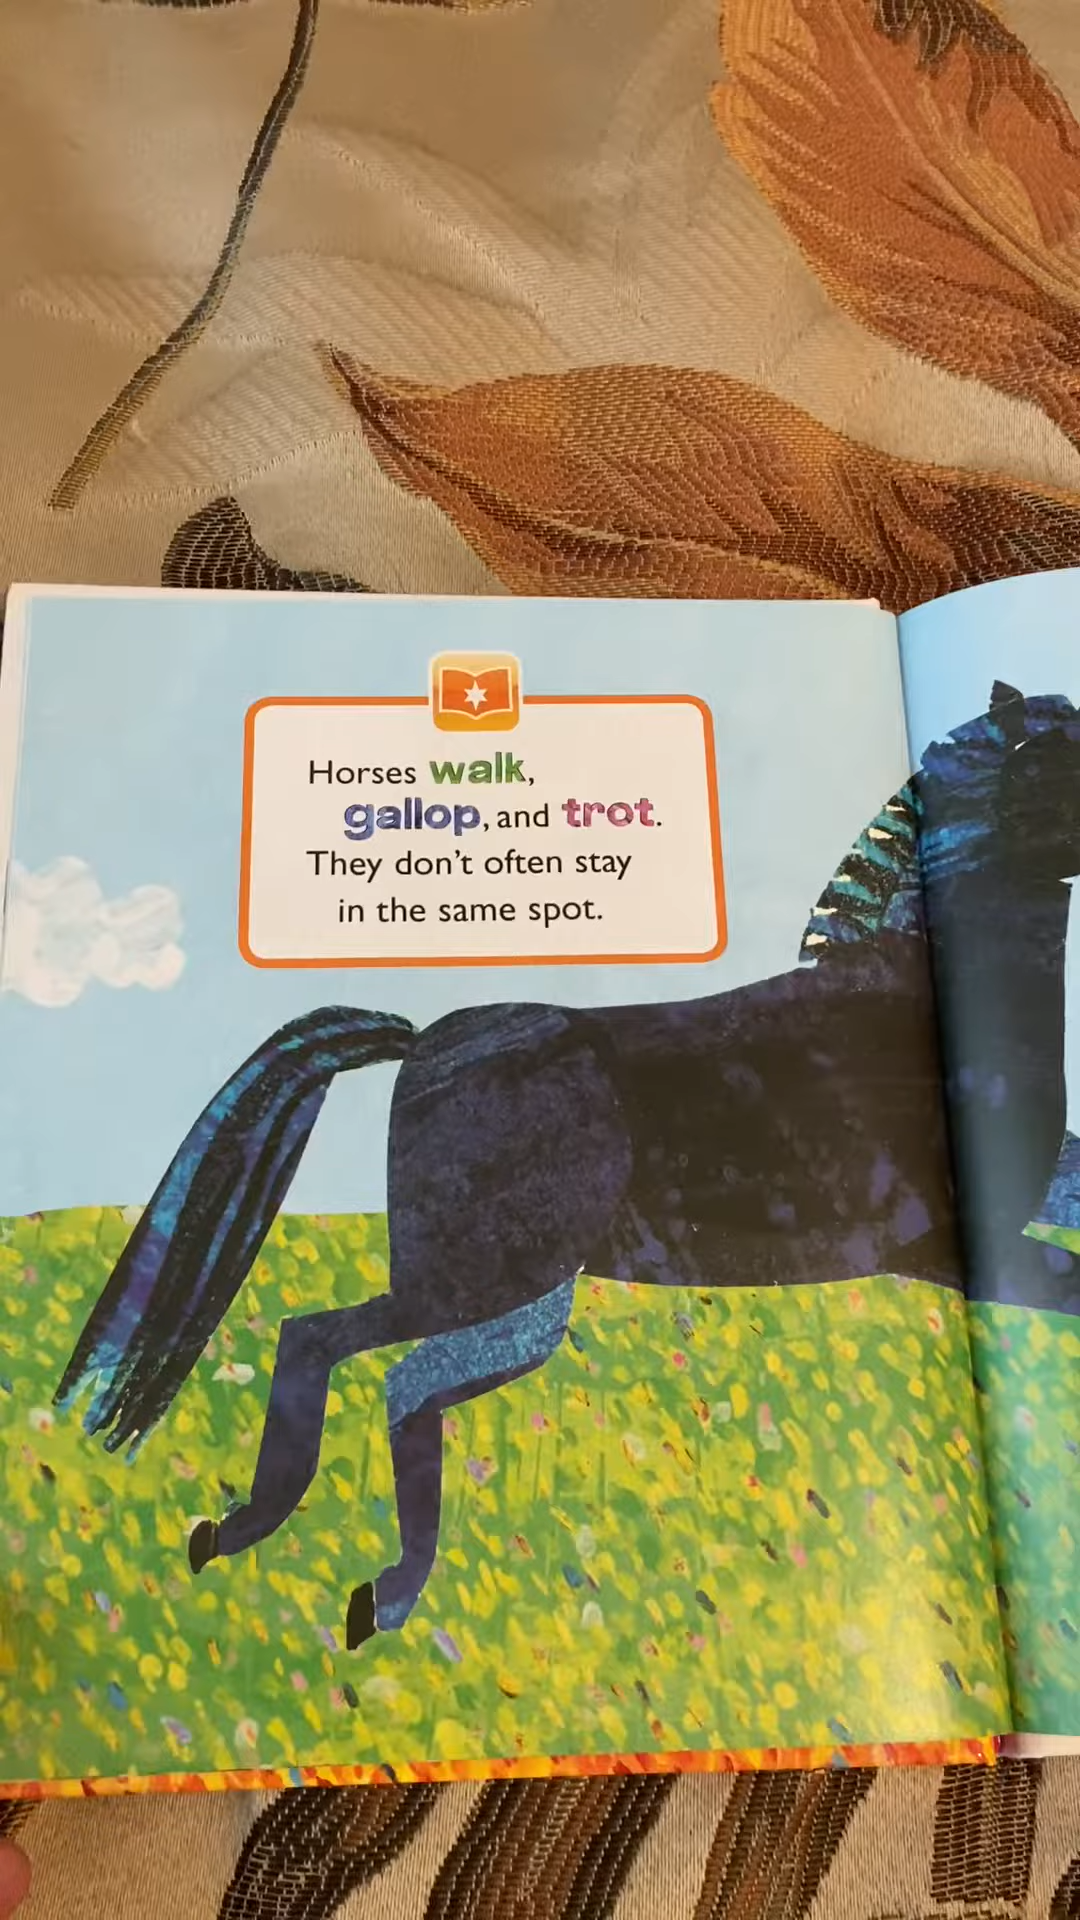 Horses walk,
gallop, and trot.
They don't often stay
in the same spot.